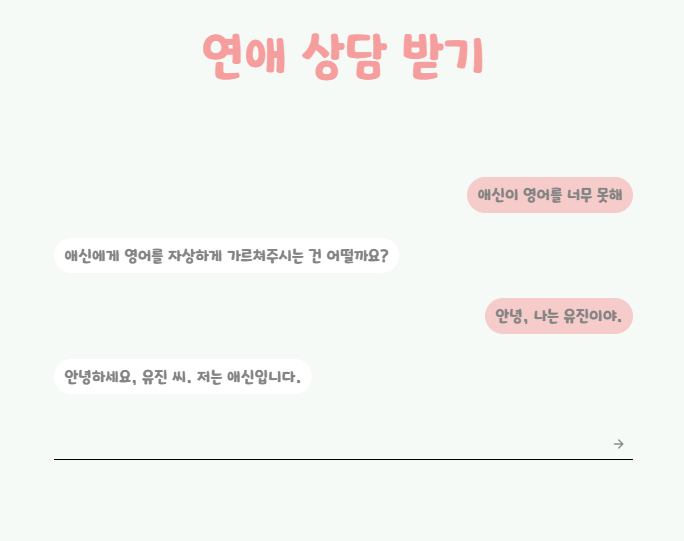 연애 상담 받기
애신이 영어를 너무 못해
애신에게 영어를 자상하게 가르쳐주시는 건 어떨까요?
안녕, 나는 유진이야.
안녕하세요, 유진 씨. 저는 애신입니다.